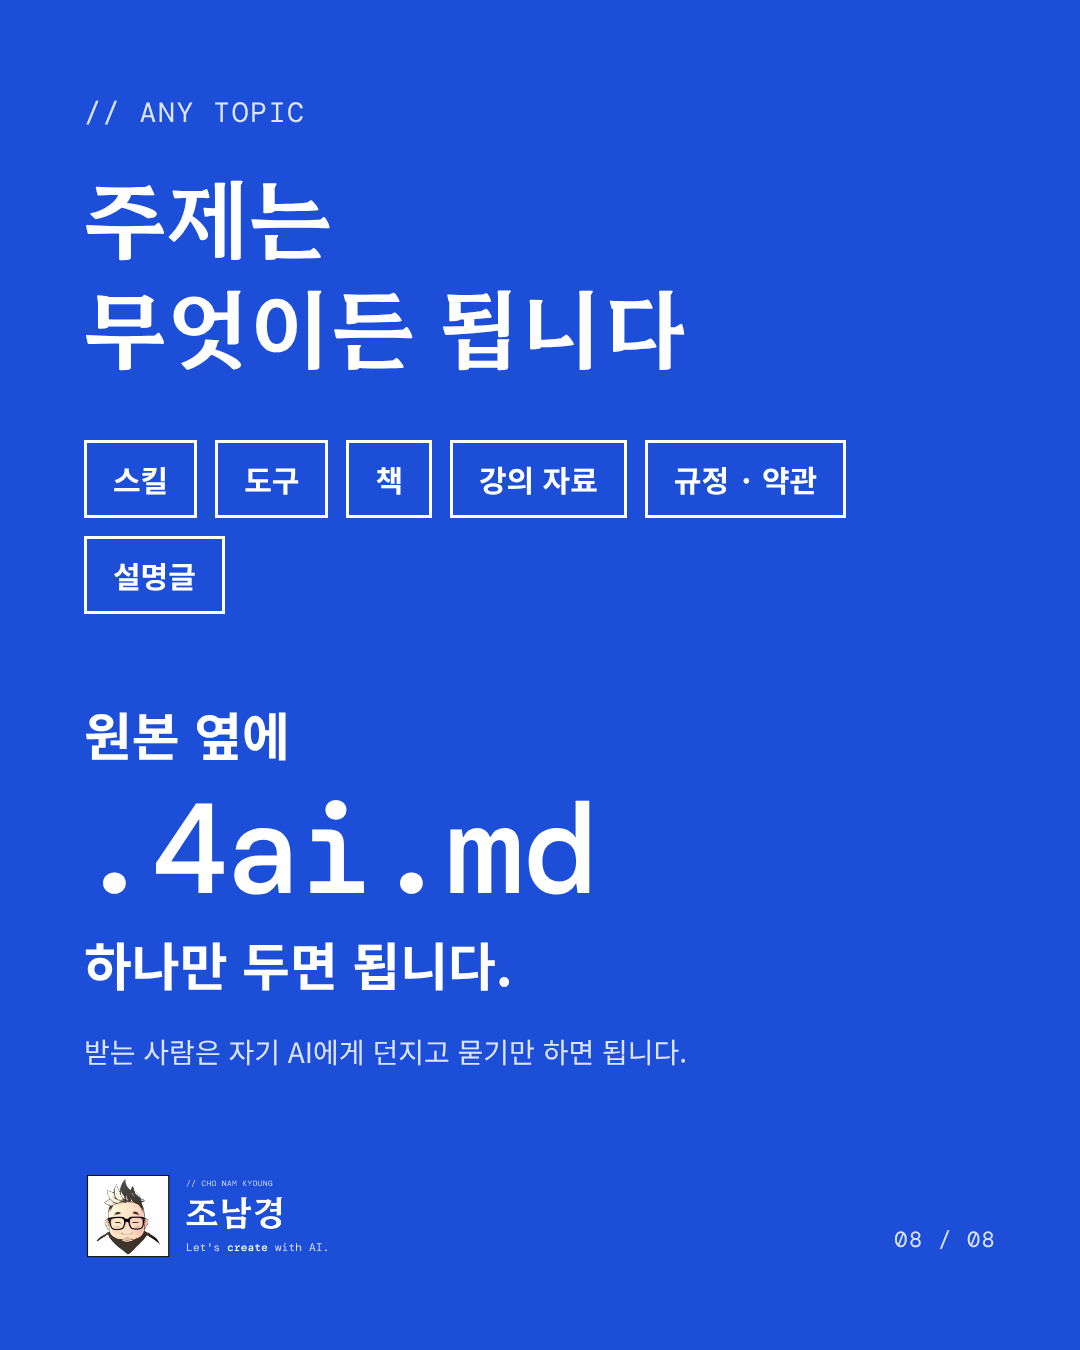 // ANY TOPIC
주제는
무엇이든 됩니다
스킬 도구 책 강의 자료 규정 · 약관
설명글
원본 옆에
.4ai.md
하나만 두면 됩니다.
받는 사람은 자기 AI에게 던지고 묻기만 하면 됩니다.
// CHO NAM KYOUNG
조남경
Let's create with AI.
08 / 08